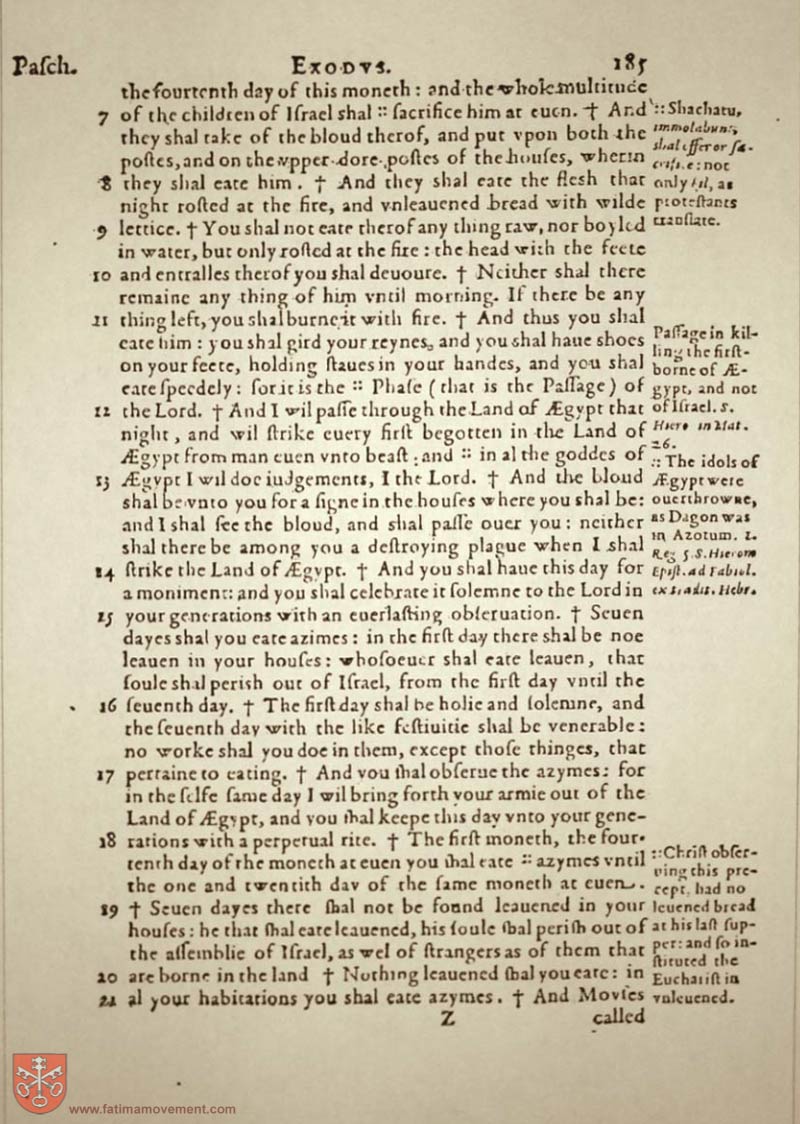 Paſch.
EXODVS.
185
the fourtenth day of this moneth: and the whole multitude
7 of the children of Iſrael shal :: ſacrifice him at euen. † And
they shal take of the bloud therof, and put vpon both the
poſtes, and on the vpper dore poſtes of the houſes, wherin
8 they shal eate him. † And they shal eate the flesh that
night roſted at the fire, and vnleauened bread with wilde
9 lettice. † You shal not eate therof any thing raw, nor boyled
in water, but only roſted at the fire: the head with the feete
10 and entralles therof you shal deuoure. † Neither shal there
remaine any thing of him vntil morning. If there be any
11 thing left, you shal burne it with fire. † And thus you shal
eate him: you shal gird your reynes, and you shal haue shoes
on your feete, holding ſtaues in your handes, and you shal
eate ſpeedely: for it is the :: Phaſe (that is the Paſſage) of
12 the Lord. † And I wil paſſe through the Land of Ægypt that
night, and wil ſtrike euery firſt begotten in the Land of
Ægypt from man euen vnto beaſt: and :: in al the goddes of
13 Ægypt I wil doe iudgements, I the Lord. † And the bloud
shal be vnto you for a ſigne in the houſes where you shal be:
and I shal ſee the bloud, and shal paſſe ouer you: neither
shal there be among you a deſtroying plague when I shal
14 ſtrike the Land of Ægypt. † And you shal haue this day for
a moniment: and you shal celebrate it ſolemne to the Lord in
15 your generations with an euerlaſting obſeruation. † Seuen
dayes shal you eate azimes: in the firſt day there shal be noe
leauen in your houſes: whoſoeuer shal eate leauen, that
ſoule shal perish out of Iſrael, from the firſt day vntil the
16 ſeuenth day. † The firſt day shal be holie and ſolemne, and
the ſeuenth day with the like feſtiuitie shal be venerable:
no worke shal you doe in them, except thoſe thinges, that
17 pertaine to eating. † And you ſhal obſerue the azymes: for
in the ſelfe ſame day I wil bring forth your armie out of the
Land of Ægypt, and you ſhal keepe this day vnto your gene-
18 rations with a perpetual rite. † The firſt moneth, the four-
tenth day of the moneth at euen you ſhal eate :: azymes vntil
the one and twentith day of the ſame moneth at euen.
19 † Seuen dayes there ſhal not be found leauened in your
houſes: he that ſhal eate leauened, his ſoule ſhal periſh out of
the aſſemblie of Iſrael, as wel of ſtrangers as of them that
20 are borne in the land † Nothing leauened ſhal you eate: in
21 al your habitations you shal eate azymes. † And Moyſes
Z
called
:: Shachatu,
immolabunt,
shal offer or ſa-
crifice: not
only kil, as
proteſtants
tranſlate.
Paſſage in kil-
ling the firſt-
borne of Æ-
gypt, and not
of Iſrael. S.
Hiero in Mat.
26.
:: The idols of
Ægypt were
ouerthrowne,
as Dagon was
in Azotum. 1.
Reg 5. S. Hierom
Epiſt. ad Fabiol.
ex tradit. Hebr.
:: Chriſt obſer-
ving this pre-
cept, had no
leuened bread
at his laſt ſup-
per: and ſo in-
ſtituted the
Euchariſt in
vnleuened.
www.fatimamovement.com